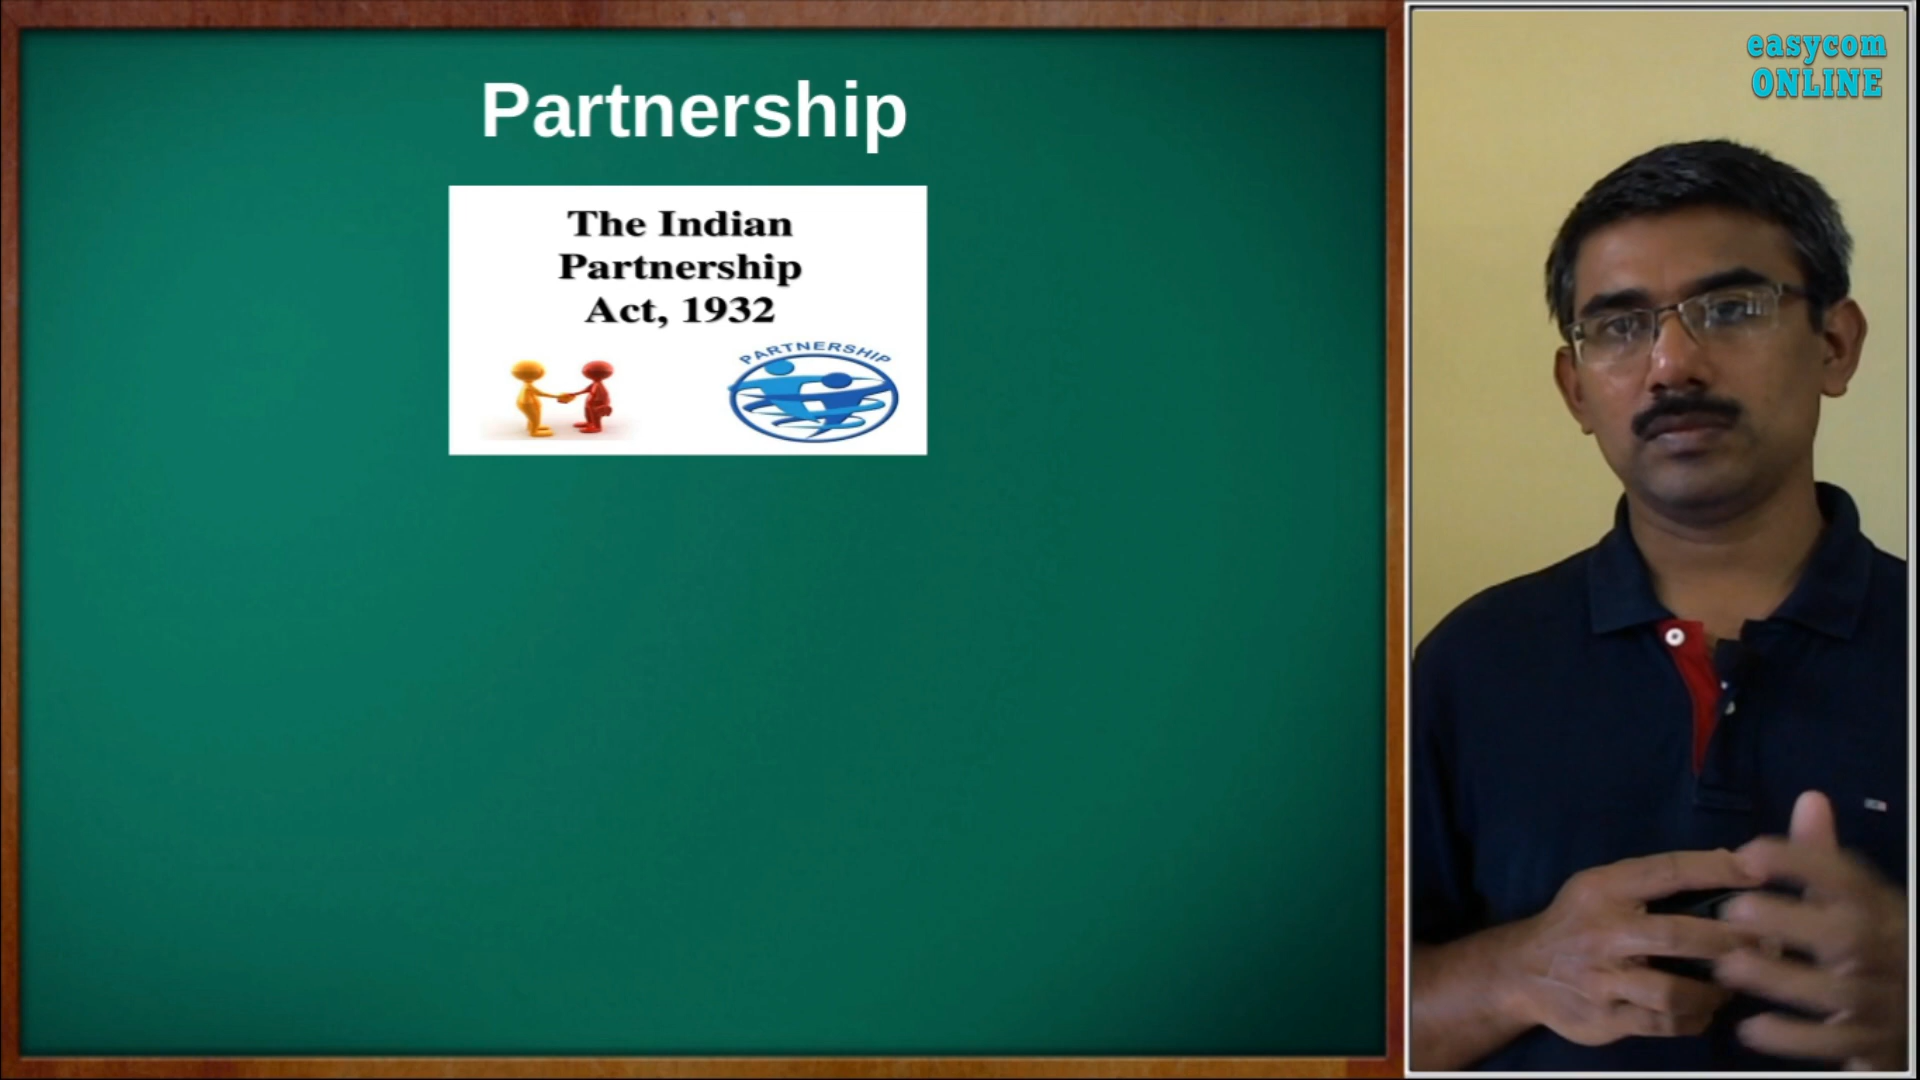 Partnership
easycom
ONLINE
The Indian
Partnership
Act, 1932
PARTNERSHIP